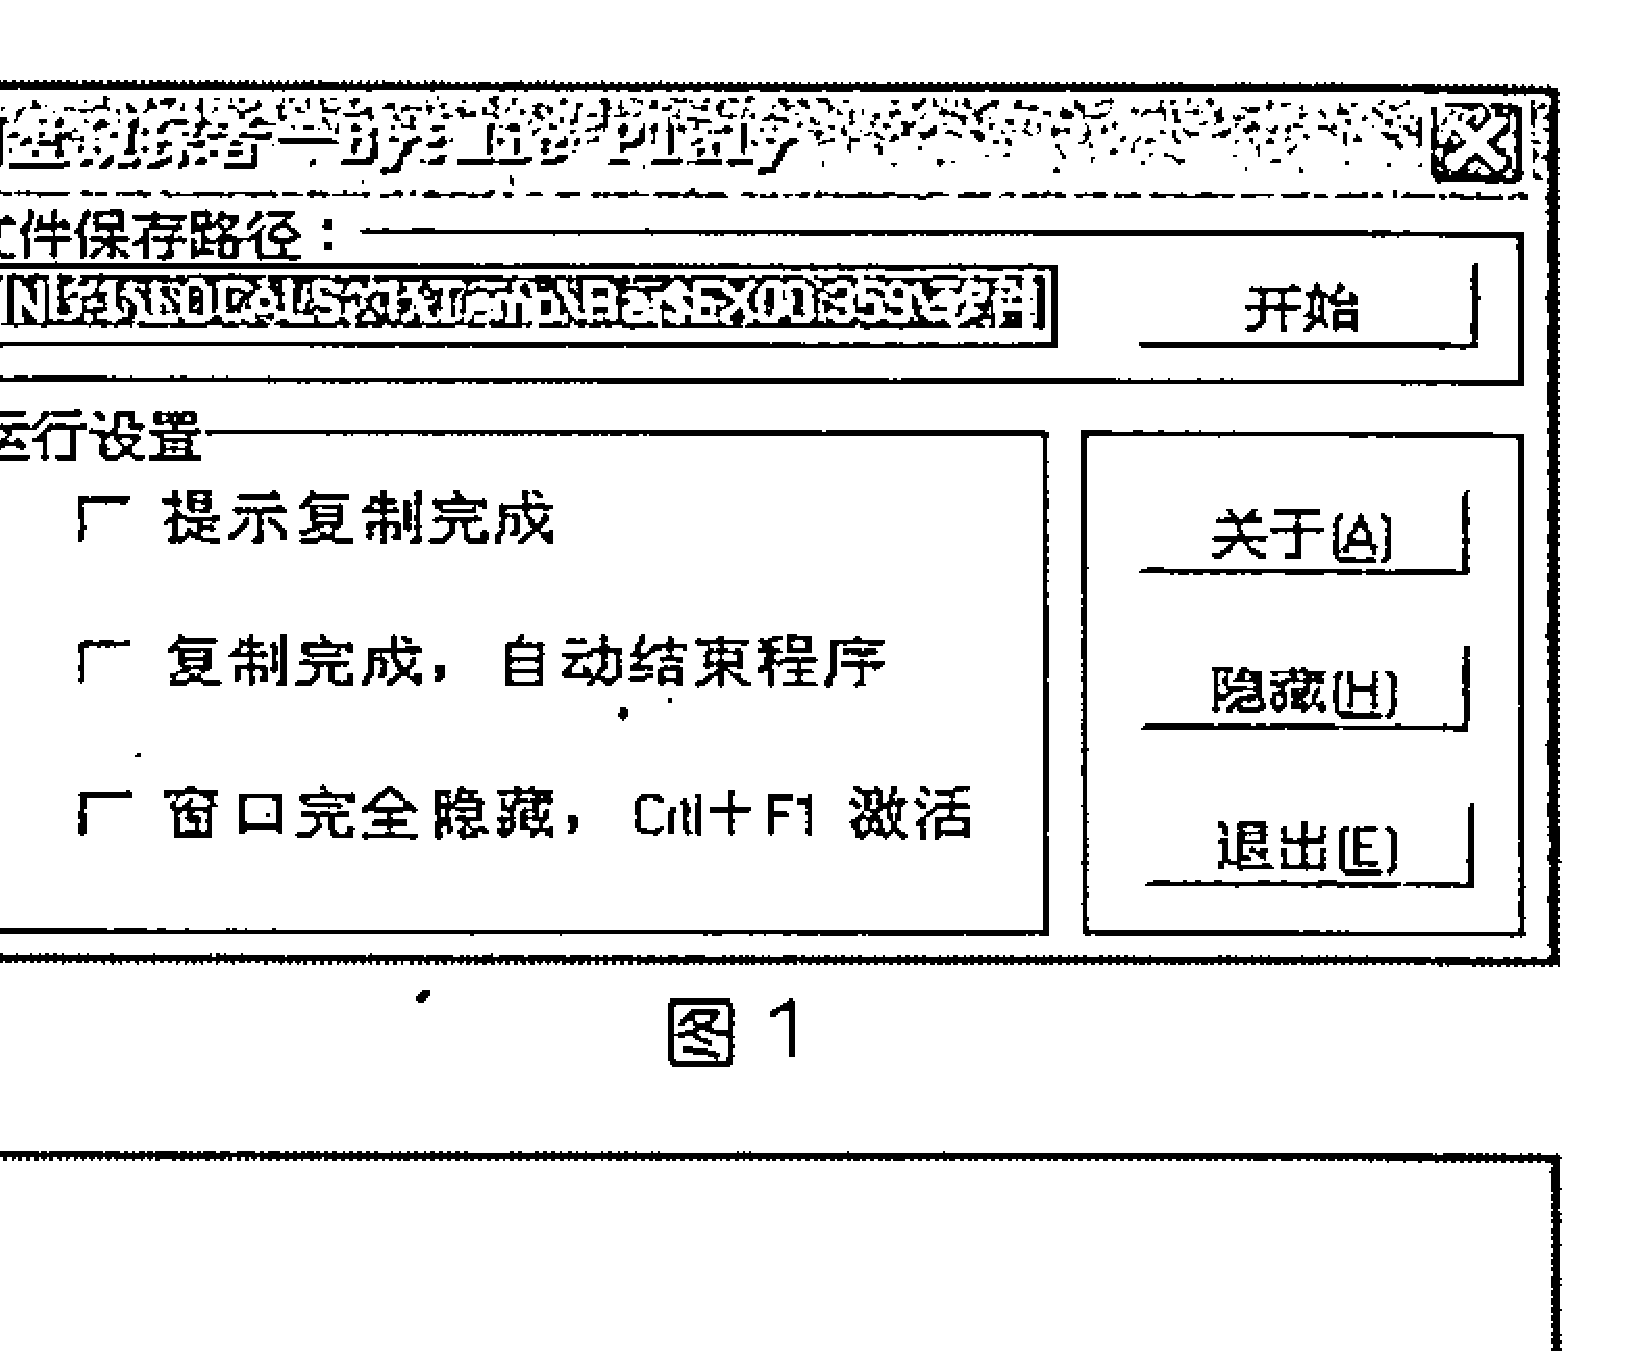 件保存路径：
开始
运行设置
提示复制完成
关于(A)
复制完成，自动结束程序
隐藏(H)
窗口完全隐藏，Crtl＋F1 激活
退出(E)
图 1